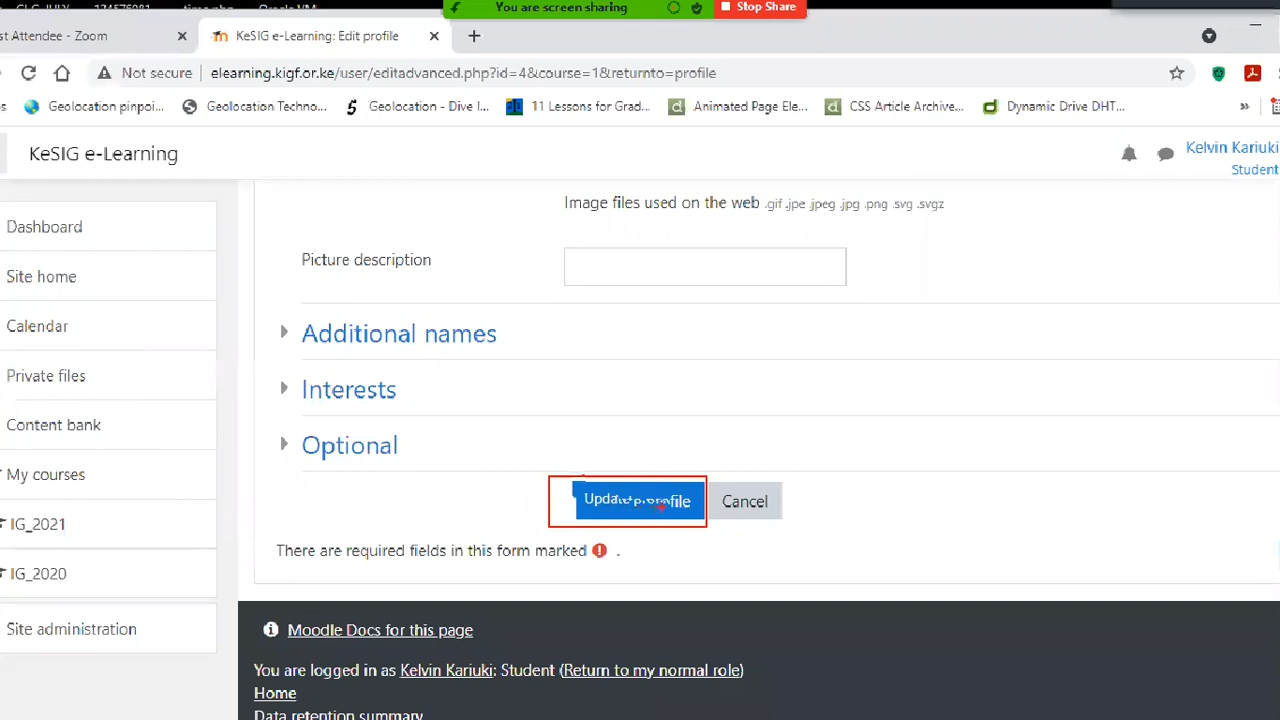 You are screen sharing Stop Share
st Attendee - Zoom KeSIG e-Learning: Edit profile
Not secure elearning.kigf.or.ke/user/editadvanced.php?id=4&course=1&returnto=profile
Geolocation pinpoi... Geolocation Techno... Geolocation - Dive I... 11 Lessons for Grad... Animated Page Ele... CSS Article Archive... Dynamic Drive DHT... »
KeSIG e-Learning
Kelvin Kariuki
Student
Dashboard
Site home
Calendar
Private files
Content bank
My courses
IG_2021
IG_2020
Site administration
Image files used on the web .gif .jpe .jpeg .jpg .png .svg .svgz
Picture description
Additional names
Interests
Optional
Update profile Cancel
There are required fields in this form marked .
Moodle Docs for this page
You are logged in as Kelvin Kariuki: Student (Return to my normal role)
Home
Data retention summary